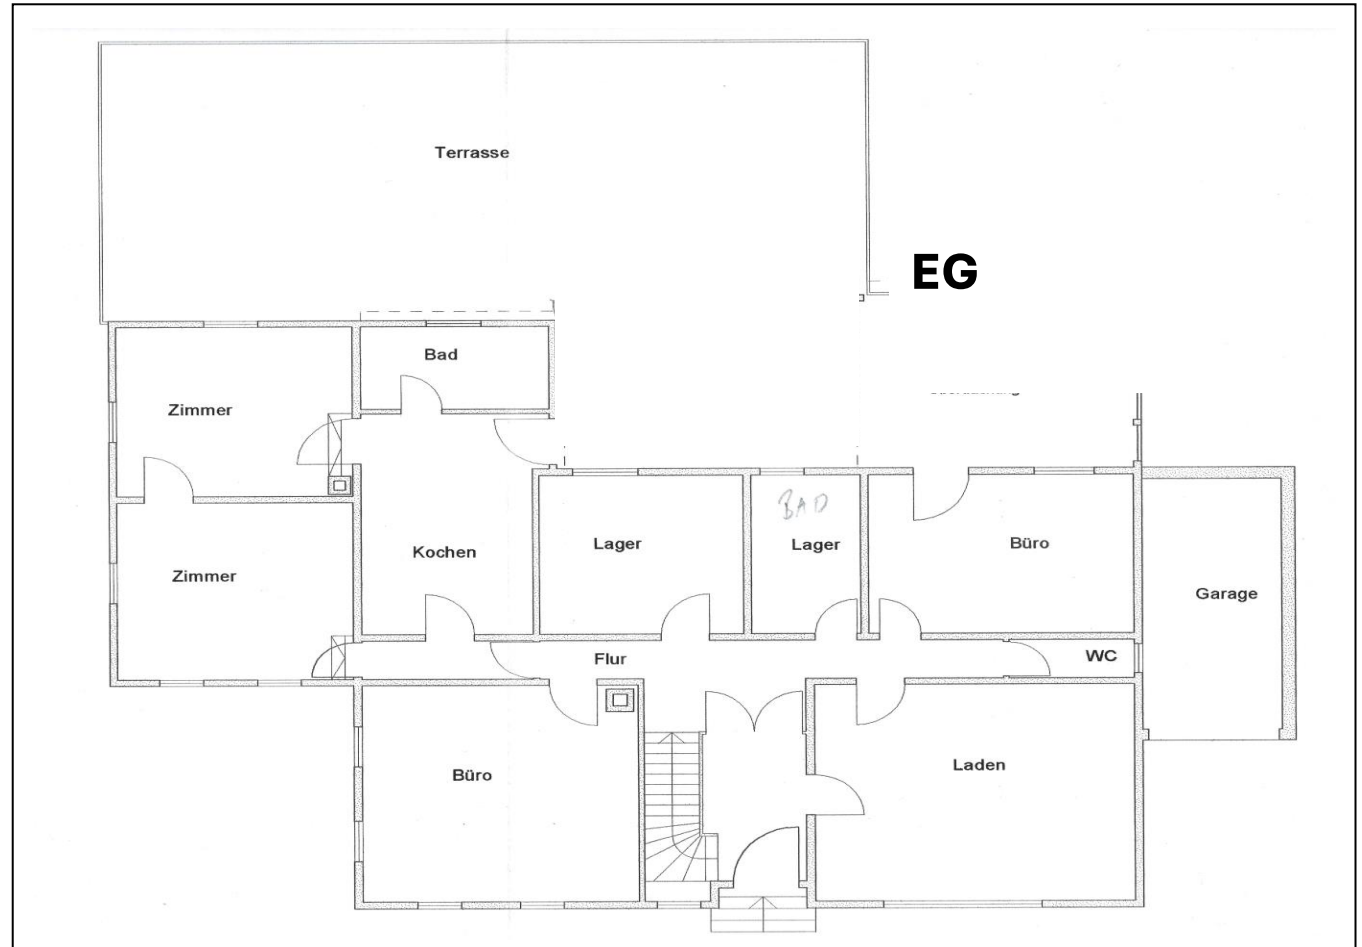 Terrasse
EG
Bad
Zimmer
BAD
Kochen
Lager
Lager
Büro
Zimmer
Garage
Flur
WC
Büro
Laden